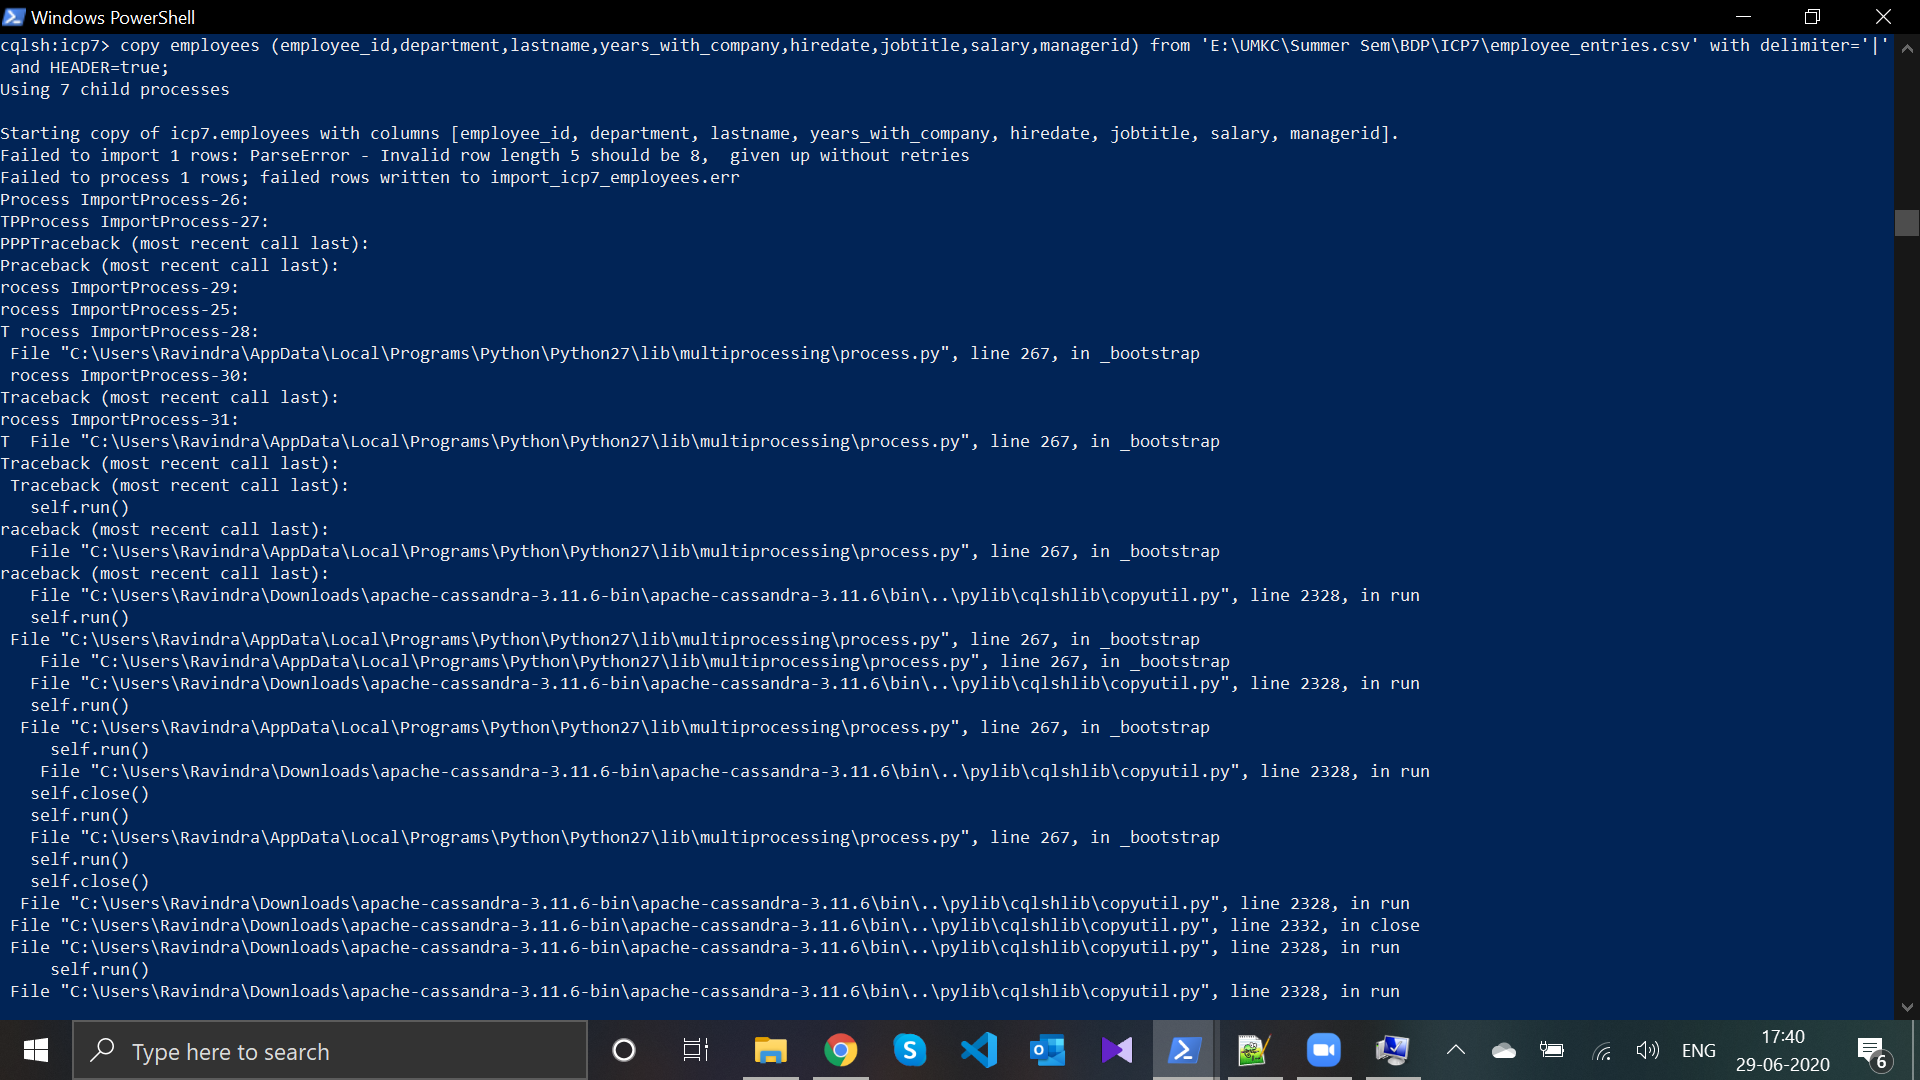 Windows PowerShell
cqlsh:icp7> copy employees (employee_id,department,lastname,years_with_company,hiredate,jobtitle,salary,managerid) from 'E:\UMKC\Summer Sem\BDP\ICP7\employee_entries.csv' with delimiter='|'
 and HEADER=true;
Using 7 child processes
Starting copy of icp7.employees with columns [employee_id, department, lastname, years_with_company, hiredate, jobtitle, salary, managerid].
Failed to import 1 rows: ParseError - Invalid row length 5 should be 8,  given up without retries
Failed to process 1 rows; failed rows written to import_icp7_employees.err
Process ImportProcess-26:
TPProcess ImportProcess-27:
PPPTraceback (most recent call last):
Praceback (most recent call last):
rocess ImportProcess-29:
rocess ImportProcess-25:
T rocess ImportProcess-28:
 File "C:\Users\Ravindra\AppData\Local\Programs\Python\Python27\lib\multiprocessing\process.py", line 267, in _bootstrap
 rocess ImportProcess-30:
Traceback (most recent call last):
rocess ImportProcess-31:
T  File "C:\Users\Ravindra\AppData\Local\Programs\Python\Python27\lib\multiprocessing\process.py", line 267, in _bootstrap
Traceback (most recent call last):
 Traceback (most recent call last):
   self.run()
raceback (most recent call last):
   File "C:\Users\Ravindra\AppData\Local\Programs\Python\Python27\lib\multiprocessing\process.py", line 267, in _bootstrap
raceback (most recent call last):
   File "C:\Users\Ravindra\Downloads\apache-cassandra-3.11.6-bin\apache-cassandra-3.11.6\bin\..\pylib\cqlshlib\copyutil.py", line 2328, in run
   self.run()
 File "C:\Users\Ravindra\AppData\Local\Programs\Python\Python27\lib\multiprocessing\process.py", line 267, in _bootstrap
    File "C:\Users\Ravindra\AppData\Local\Programs\Python\Python27\lib\multiprocessing\process.py", line 267, in _bootstrap
   File "C:\Users\Ravindra\Downloads\apache-cassandra-3.11.6-bin\apache-cassandra-3.11.6\bin\..\pylib\cqlshlib\copyutil.py", line 2328, in run
   self.run()
  File "C:\Users\Ravindra\AppData\Local\Programs\Python\Python27\lib\multiprocessing\process.py", line 267, in _bootstrap
     self.run()
    File "C:\Users\Ravindra\Downloads\apache-cassandra-3.11.6-bin\apache-cassandra-3.11.6\bin\..\pylib\cqlshlib\copyutil.py", line 2328, in run
   self.close()
   self.run()
   File "C:\Users\Ravindra\AppData\Local\Programs\Python\Python27\lib\multiprocessing\process.py", line 267, in _bootstrap
   self.run()
   self.close()
  File "C:\Users\Ravindra\Downloads\apache-cassandra-3.11.6-bin\apache-cassandra-3.11.6\bin\..\pylib\cqlshlib\copyutil.py", line 2328, in run
 File "C:\Users\Ravindra\Downloads\apache-cassandra-3.11.6-bin\apache-cassandra-3.11.6\bin\..\pylib\cqlshlib\copyutil.py", line 2332, in close
 File "C:\Users\Ravindra\Downloads\apache-cassandra-3.11.6-bin\apache-cassandra-3.11.6\bin\..\pylib\cqlshlib\copyutil.py", line 2328, in run
     self.run()
 File "C:\Users\Ravindra\Downloads\apache-cassandra-3.11.6-bin\apache-cassandra-3.11.6\bin\..\pylib\cqlshlib\copyutil.py", line 2328, in run
Type here to search
ENG
17:40
29-06-2020
6